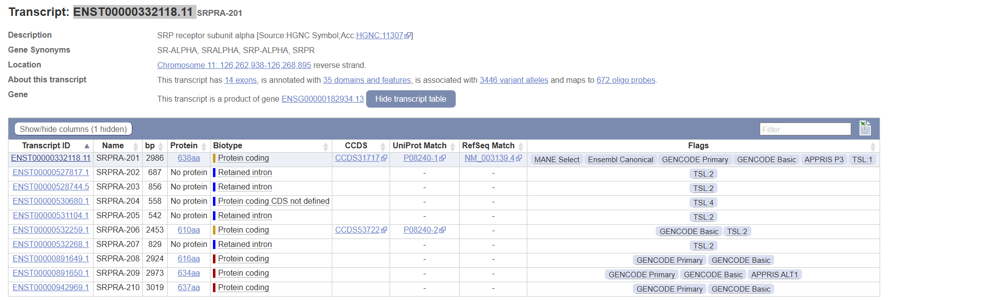 Transcript: ENST00000332118.11 SRPRA-201
Description SRP receptor subunit alpha [Source:HGNC Symbol;Acc:HGNC:11307]
Gene Synonyms SR-ALPHA, SRALPHA, SRP-ALPHA, SRPR
Location Chromosome 11: 126,262,938-126,268,895 reverse strand.
About this transcript This transcript has 14 exons, is annotated with 35 domains and features, is associated with 3446 variant alleles and maps to 672 oligo probes.
Gene This transcript is a product of gene ENSG00000182934.13 Hide transcript table
Show/hide columns (1 hidden) Filter
Transcript ID Name bp Protein Biotype CCDS UniProt Match RefSeq Match Flags
ENST00000332118.11 SRPRA-201 2986 638aa Protein coding CCDS31717 P08240-1 NM_003139.4 MANE Select Ensembl Canonical GENCODE Primary GENCODE Basic APPRIS P3 TSL:1
ENST00000527817.1 SRPRA-202 687 No protein Retained intron - - TSL:2
ENST00000528744.5 SRPRA-203 856 No protein Retained intron - - TSL:2
ENST00000530680.1 SRPRA-204 558 No protein Protein coding CDS not defined - - TSL:4
ENST00000531104.1 SRPRA-205 542 No protein Retained intron - - TSL:2
ENST00000532259.1 SRPRA-206 2453 610aa Protein coding CCDS53722 P08240-2 - GENCODE Basic TSL:2
ENST00000532268.1 SRPRA-207 829 No protein Retained intron - - TSL:2
ENST00000891649.1 SRPRA-208 2924 616aa Protein coding - - GENCODE Primary GENCODE Basic
ENST00000891650.1 SRPRA-209 2973 634aa Protein coding - - GENCODE Primary GENCODE Basic APPRIS ALT1
ENST00000942969.1 SRPRA-210 3019 637aa Protein coding - - GENCODE Primary GENCODE Basic